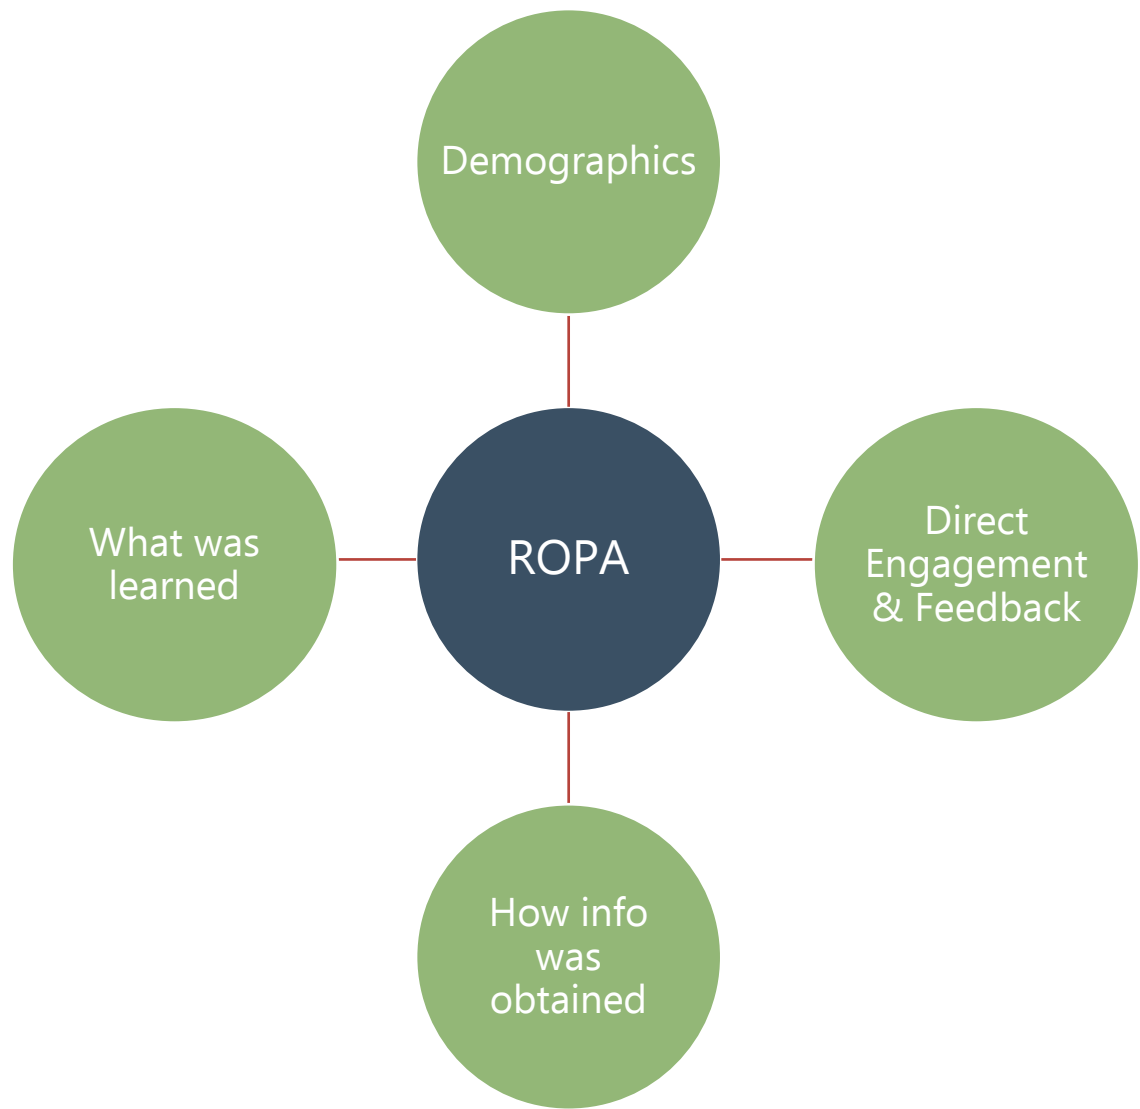 Demographics
What was
learned
ROPA
Direct
Engagement
& Feedback
How info
was
obtained